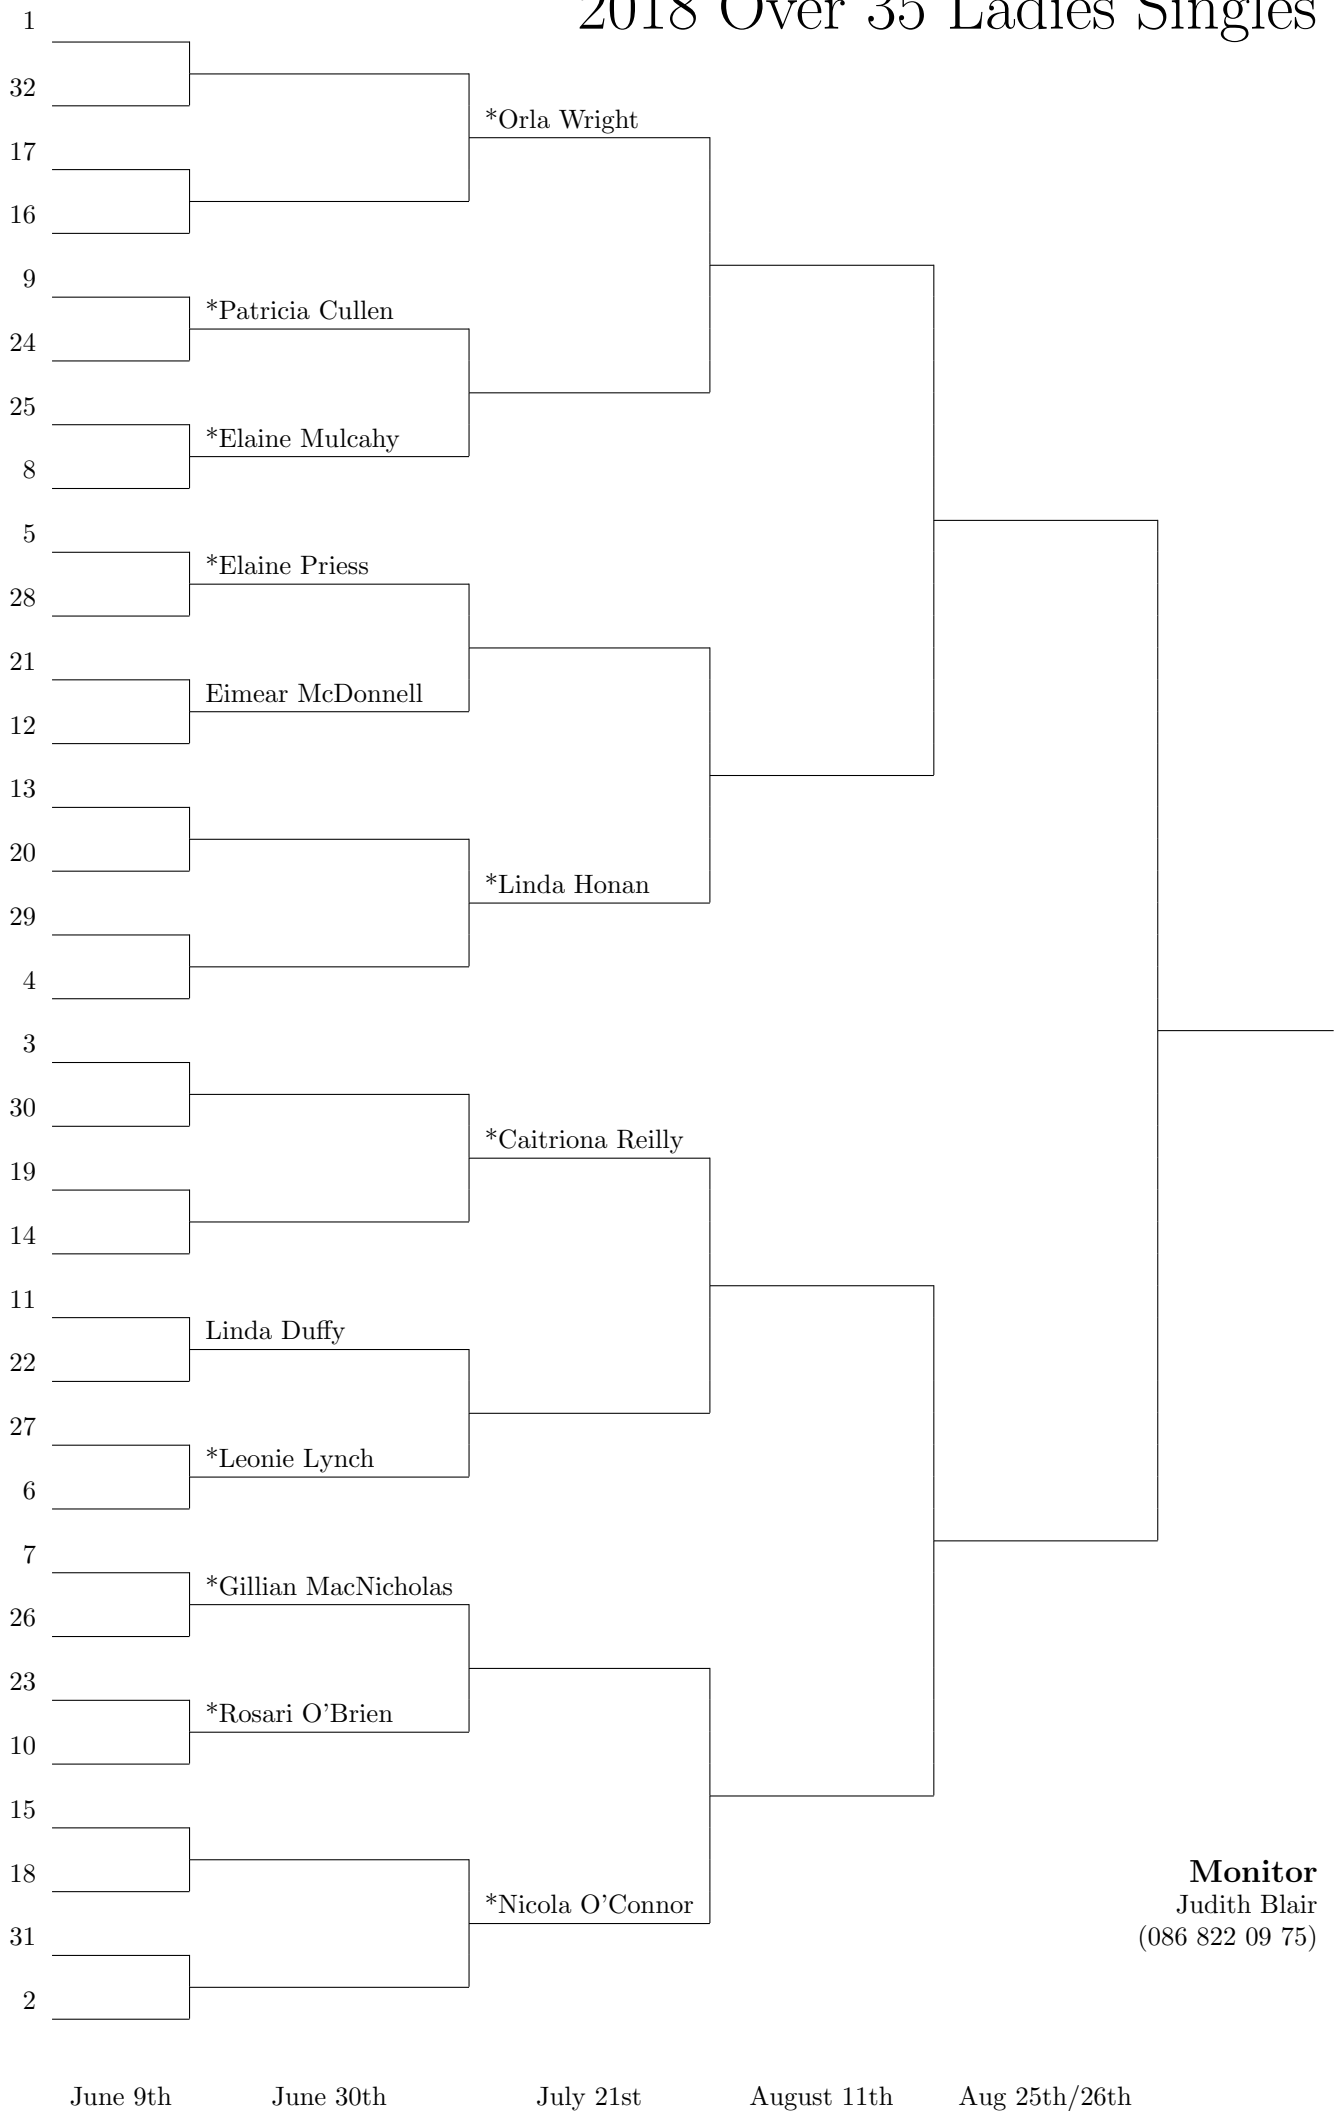 2018 Over 35 Ladies Singles
1
32
*Orla Wright
17
16
9
*Patricia Cullen
24
25
*Elaine Mulcahy
8
5
*Elaine Priess
28
21
Eimear McDonnell
12
13
20
*Linda Honan
29
4
3
30
*Caitriona Reilly
19
14
11
Linda Duffy
22
27
*Leonie Lynch
6
7
*Gillian MacNicholas
26
23
*Rosari O'Brien
10
15
18
*Nicola O'Connor
31
2
Monitor
Judith Blair
(086 822 09 75)
June 9th June 30th July 21st August 11th Aug 25th/26th